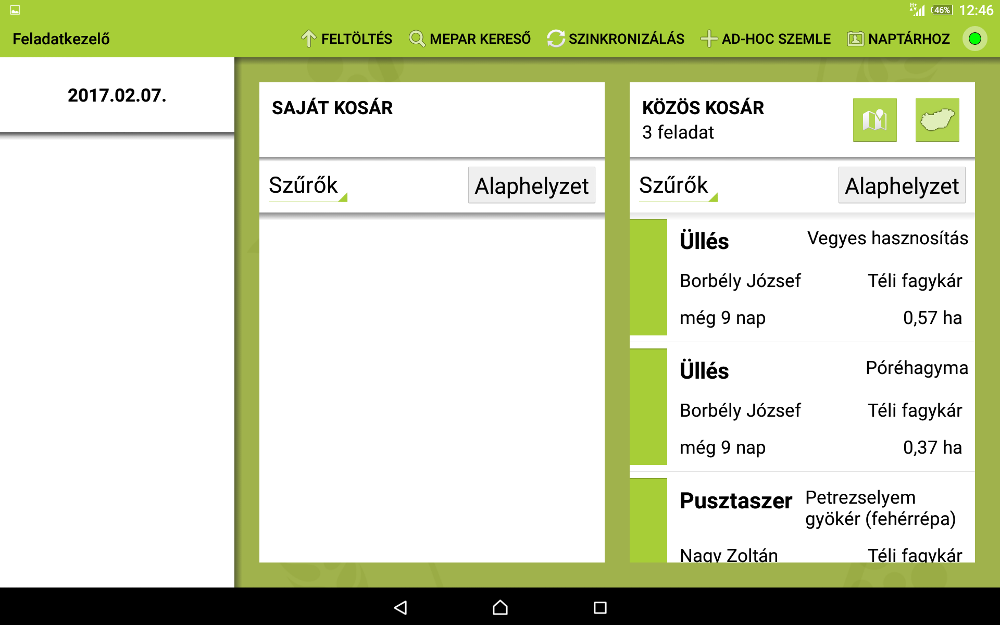 46% 12:46
Feladatkezelő
FELTÖLTÉS
MEPAR KERESŐ
SZINKRONIZÁLÁS
AD-HOC SZEMLE
NAPTÁRHOZ
2017.02.07.
SAJÁT KOSÁR
Szűrők
Alaphelyzet
KÖZÖS KOSÁR
3 feladat
Szűrők
Alaphelyzet
Üllés
Vegyes hasznosítás
Borbély József
Téli fagykár
még 9 nap
0,57 ha
Üllés
Póréhagyma
Borbély József
Téli fagykár
még 9 nap
0,37 ha
Pusztaszer
Petrezselyem
gyökér (fehérrépa)
Nagy Zoltán
Téli fagykár